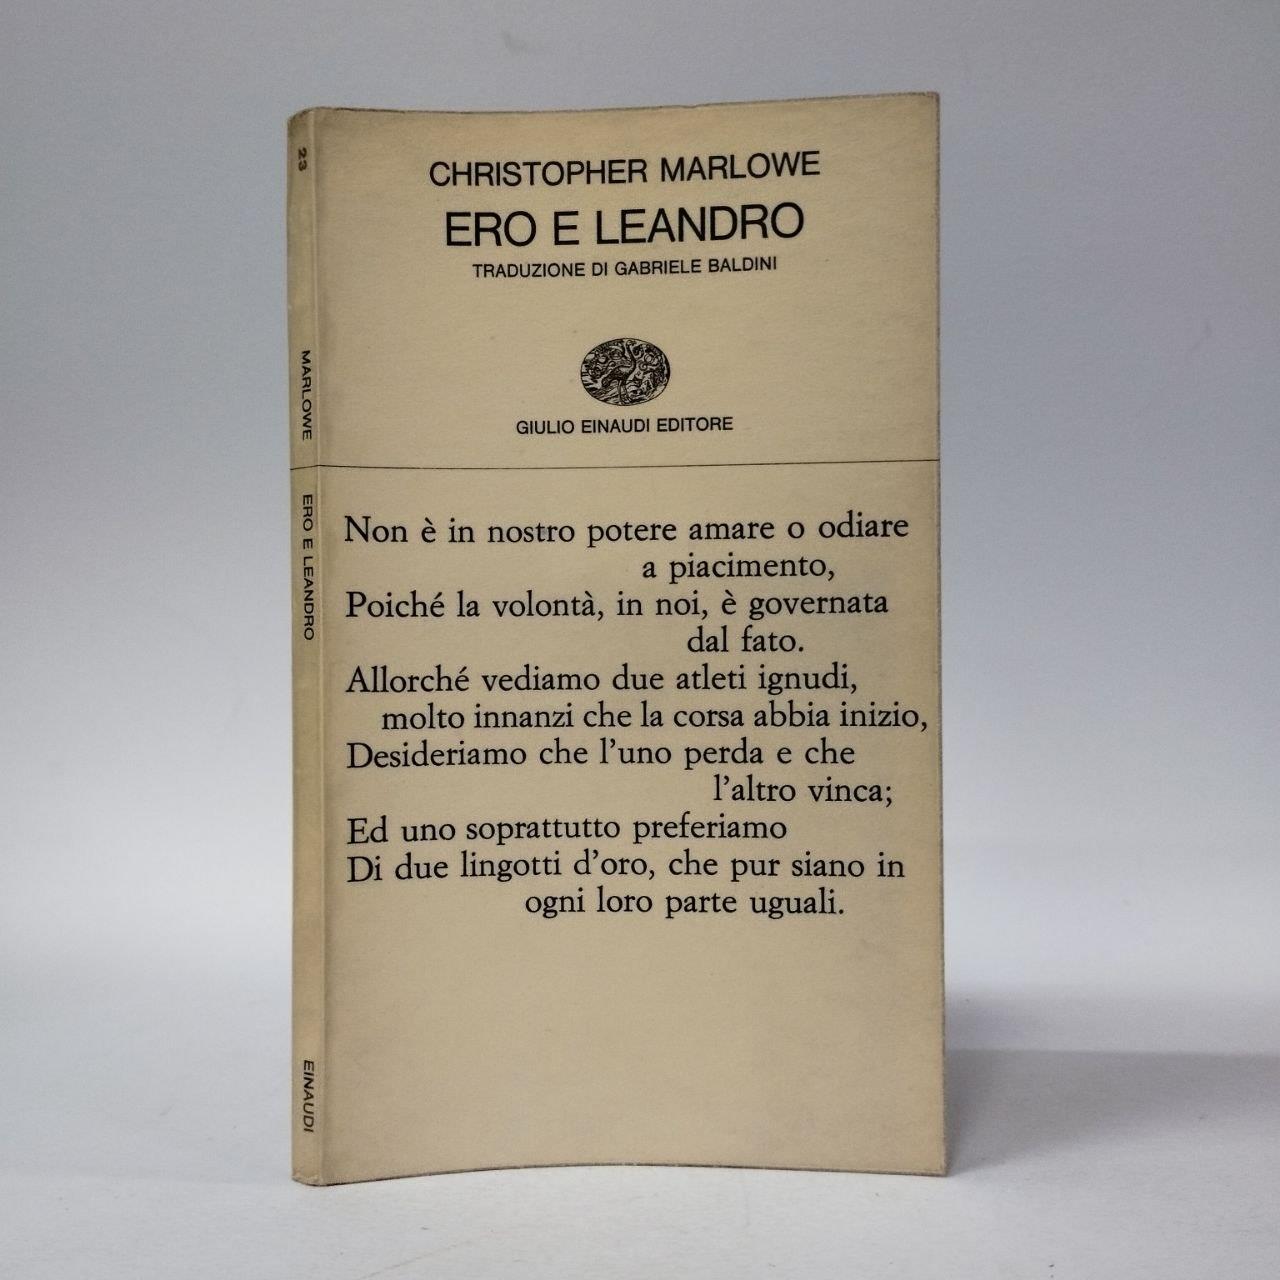 23
MARLOWE
ERO E LEANDRO
EINAUDI
CHRISTOPHER MARLOWE
ERO E LEANDRO
TRADUZIONE DI GABRIELE BALDINI
GIULIO EINAUDI EDITORE
Non è in nostro potere amare o odiare
a piacimento,
Poiché la volontà, in noi, è governata
dal fato.
Allorché vediamo due atleti ignudi,
molto innanzi che la corsa abbia inizio,
Desideriamo che l'uno perda e che
l'altro vinca;
Ed uno soprattutto preferiamo
Di due lingotti d'oro, che pur siano in
ogni loro parte uguali.